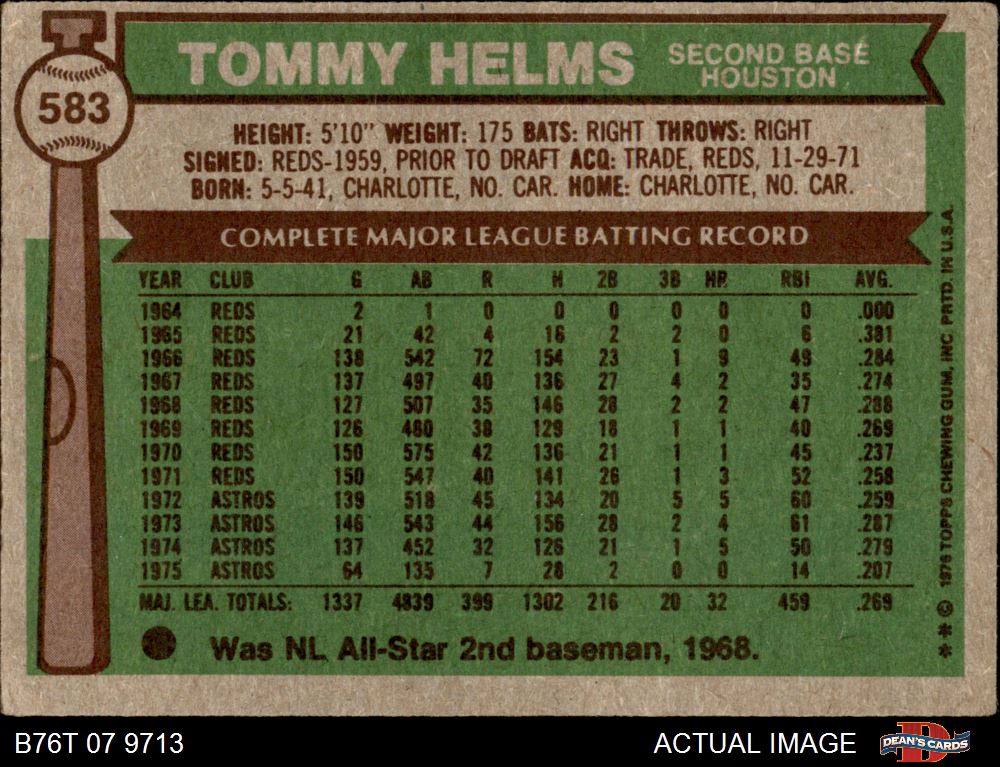 583
TOMMY HELMS
SECOND BASE
HOUSTON
HEIGHT: 5'10" WEIGHT: 175 BATS: RIGHT THROWS: RIGHT
SIGNED: REDS-1959, PRIOR TO DRAFT ACQ: TRADE, REDS, 11-29-71
BORN: 5-5-41, CHARLOTTE, NO. CAR. HOME: CHARLOTTE, NO. CAR.
COMPLETE MAJOR LEAGUE BATTING RECORD
YEAR CLUB G AB R H 2B 3B HR RBI AVG.
1964 REDS 2 1 0 0 0 0 0 0 .000
1965 REDS 21 42 4 16 2 2 0 6 .381
1966 REDS 138 542 72 154 23 1 9 49 .284
1967 REDS 137 497 40 136 27 4 2 35 .274
1968 REDS 127 507 35 146 28 2 2 47 .288
1969 REDS 126 480 38 129 18 1 1 40 .269
1970 REDS 150 575 42 136 21 1 1 45 .237
1971 REDS 150 547 40 141 26 1 3 52 .258
1972 ASTROS 139 518 45 134 20 5 5 60 .259
1973 ASTROS 146 543 44 156 28 2 4 61 .287
1974 ASTROS 137 452 32 126 21 1 5 50 .279
1975 ASTROS 64 135 7 28 2 0 0 14 .207
MAJ. LEA. TOTALS: 1337 4839 399 1302 216 20 32 459 .269
Was NL All-Star 2nd baseman, 1968.
* * © 1976 TOPPS CHEWING GUM, INC. PRTD. IN U.S.A.
B76T 07 9713
ACTUAL IMAGE
DEAN'S CARDS